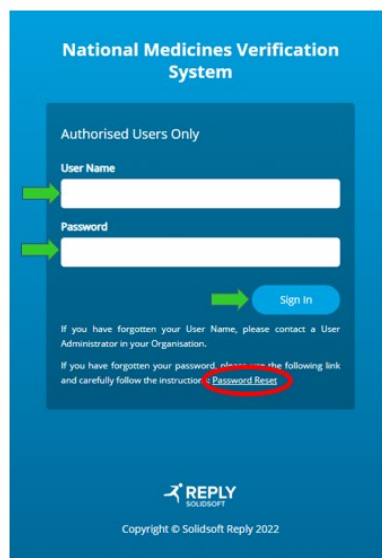 National Medicines Verification
System
Authorised Users Only
User Name
Password
Sign In
If you have forgotten your User Name, please contact a User
Administrator in your Organisation.
If you have forgotten your password, please use the following link
and carefully follow the instructions: Password Reset
REPLY
SOLIDSOFT
Copyright © Solidsoft Reply 2022